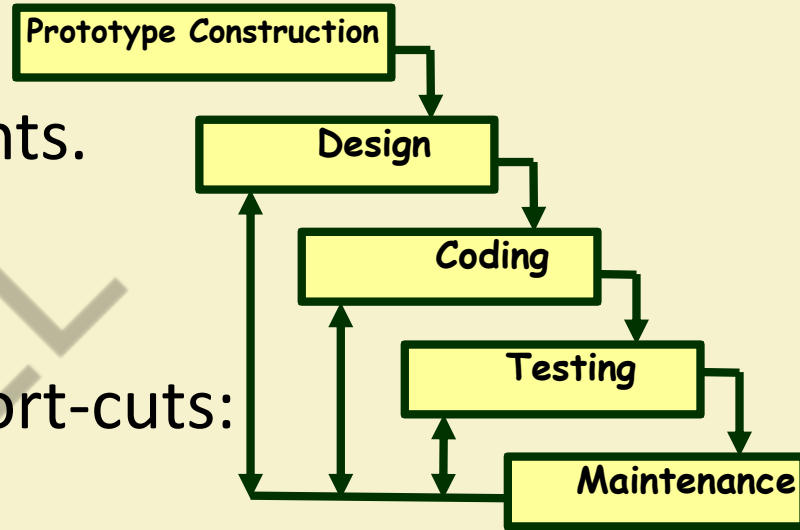 Prototype Construction
nts.
Design
Coding
Testing
ort-cuts:
Maintenance